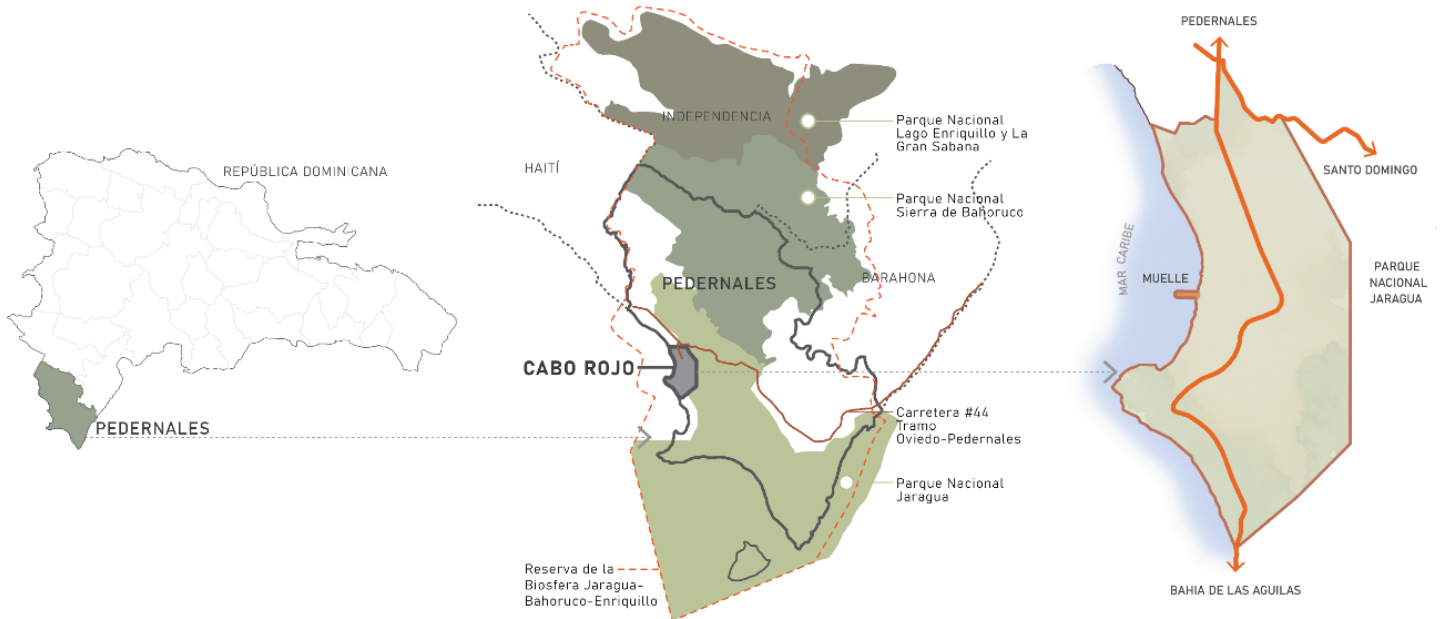 REPÚBLICA DOMINICANA
PEDERNALES
INDEPENDENCIA
HAITÍ
Parque Nacional
Lago Enriquillo y La
Gran Sabana
Parque Nacional
Sierra de Bahoruco
PEDERNALES
BARAHONA
CABO ROJO
Carretera #44
Tramo
Oviedo-Pedernales
Parque Nacional
Jaragua
Reserva de la
Biosfera Jaragua-
Bahoruco-Enriquillo
PEDERNALES
SANTO DOMINGO
MAR CARIBE
MUELLE
PARQUE
NACIONAL
JARAGUA
BAHIA DE LAS AGUILAS